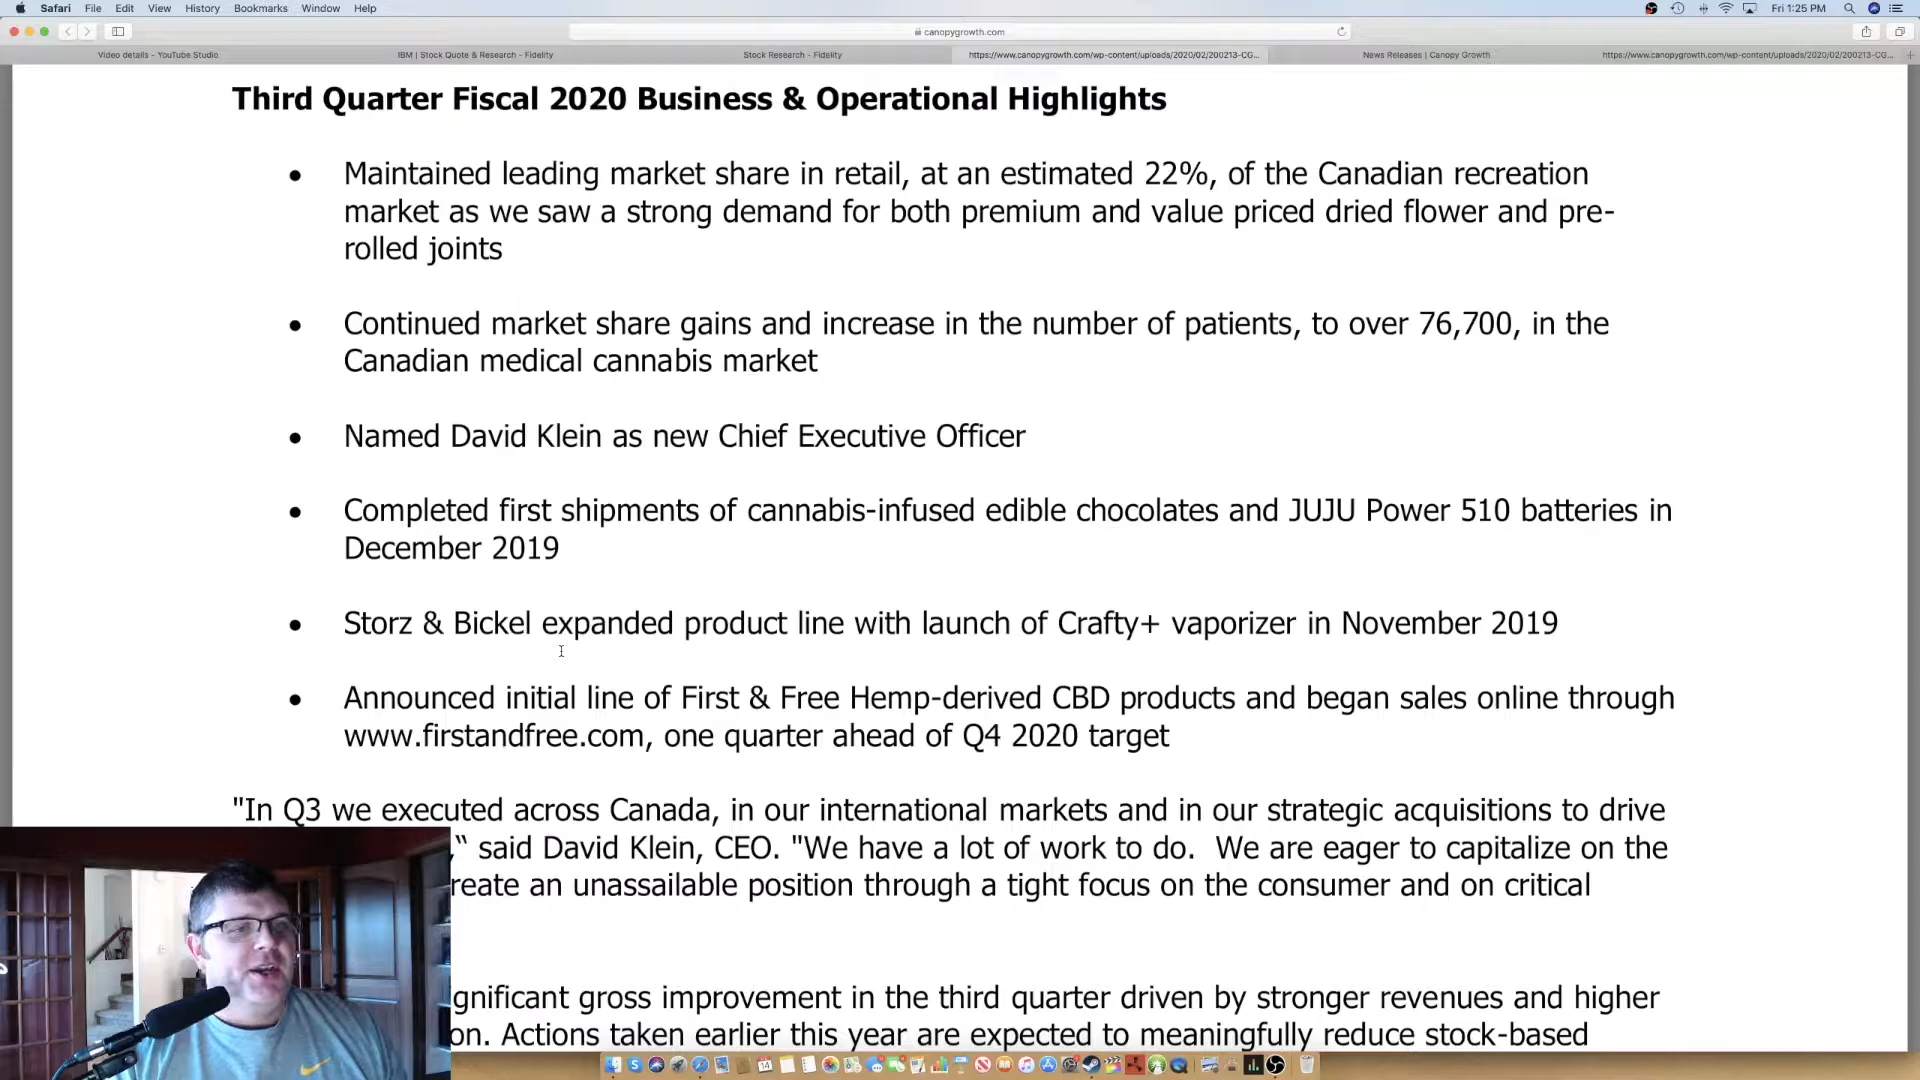 Safari File Edit View History Bookmarks Window Help Fri 1:25 PM
canopygrowth.com
Video details - YouTube Studio IBM | Stock Quote & Research - Fidelity Stock Research - Fidelity https://www.canopygrowth.com/wp-content/uploads/2020/02/200213-CG... News Releases | Canopy Growth https://www.canopygrowth.com/wp-content/uploads/2020/02/200213-CG...
Third Quarter Fiscal 2020 Business & Operational Highlights
• Maintained leading market share in retail, at an estimated 22%, of the Canadian recreation
market as we saw a strong demand for both premium and value priced dried flower and pre-
rolled joints
• Continued market share gains and increase in the number of patients, to over 76,700, in the
Canadian medical cannabis market
• Named David Klein as new Chief Executive Officer
• Completed first shipments of cannabis-infused edible chocolates and JUJU Power 510 batteries in
December 2019
• Storz & Bickel expanded product line with launch of Crafty+ vaporizer in November 2019
• Announced initial line of First & Free Hemp-derived CBD products and began sales online through
www.firstandfree.com, one quarter ahead of Q4 2020 target
"In Q3 we executed across Canada, in our international markets and in our strategic acquisitions to drive
,“ said David Klein, CEO. "We have a lot of work to do. We are eager to capitalize on the
reate an unassailable position through a tight focus on the consumer and on critical
gnificant gross improvement in the third quarter driven by stronger revenues and higher
on. Actions taken earlier this year are expected to meaningfully reduce stock-based
14